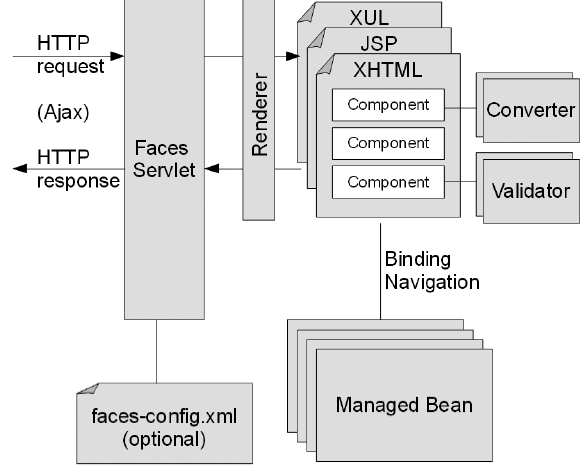 HTTP
request
(Ajax)
HTTP
response
Faces
Servlet
Renderer
XUL
JSP
XHTML
Component
Component
Component
Converter
Validator
Binding
Navigation
faces-config.xml
(optional)
Managed Bean